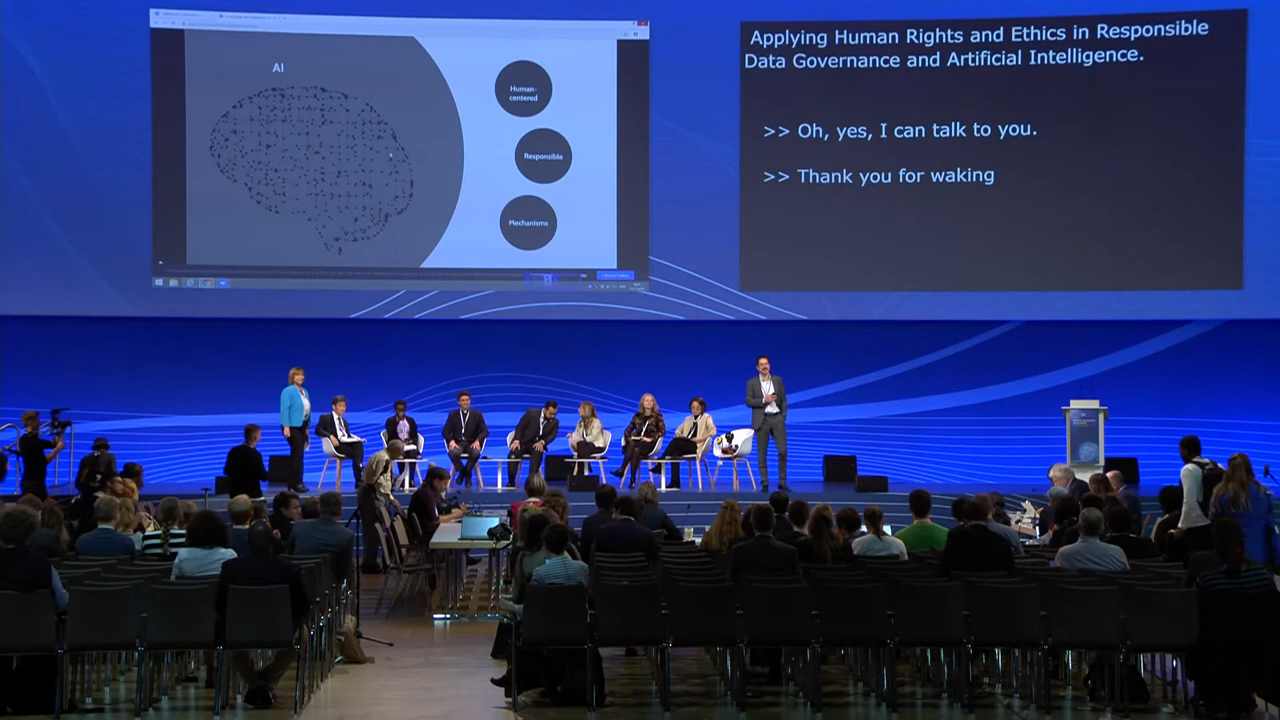 AI
Human-
centered
Responsible
Mechanisms
Applying Human Rights and Ethics in Responsible
Data Governance and Artificial Intelligence.
>> Oh, yes, I can talk to you.
>> Thank you for waking